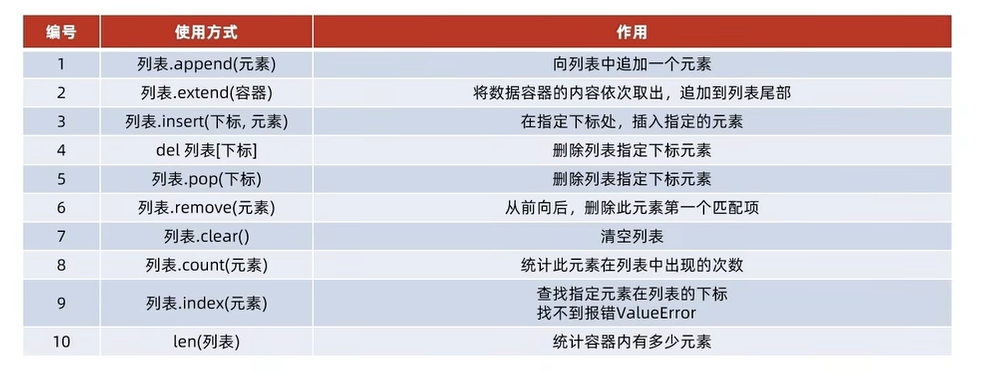 编号 使用方式 作用
1 列表.append(元素) 向列表中追加一个元素
2 列表.extend(容器) 将数据容器的内容依次取出，追加到列表尾部
3 列表.insert(下标, 元素) 在指定下标处，插入指定的元素
4 del 列表[下标] 删除列表指定下标元素
5 列表.pop(下标) 删除列表指定下标元素
6 列表.remove(元素) 从前向后，删除此元素第一个匹配项
7 列表.clear() 清空列表
8 列表.count(元素) 统计此元素在列表中出现的次数
9 列表.index(元素) 查找指定元素在列表的下标
找不到报错ValueError
10 len(列表) 统计容器内有多少元素